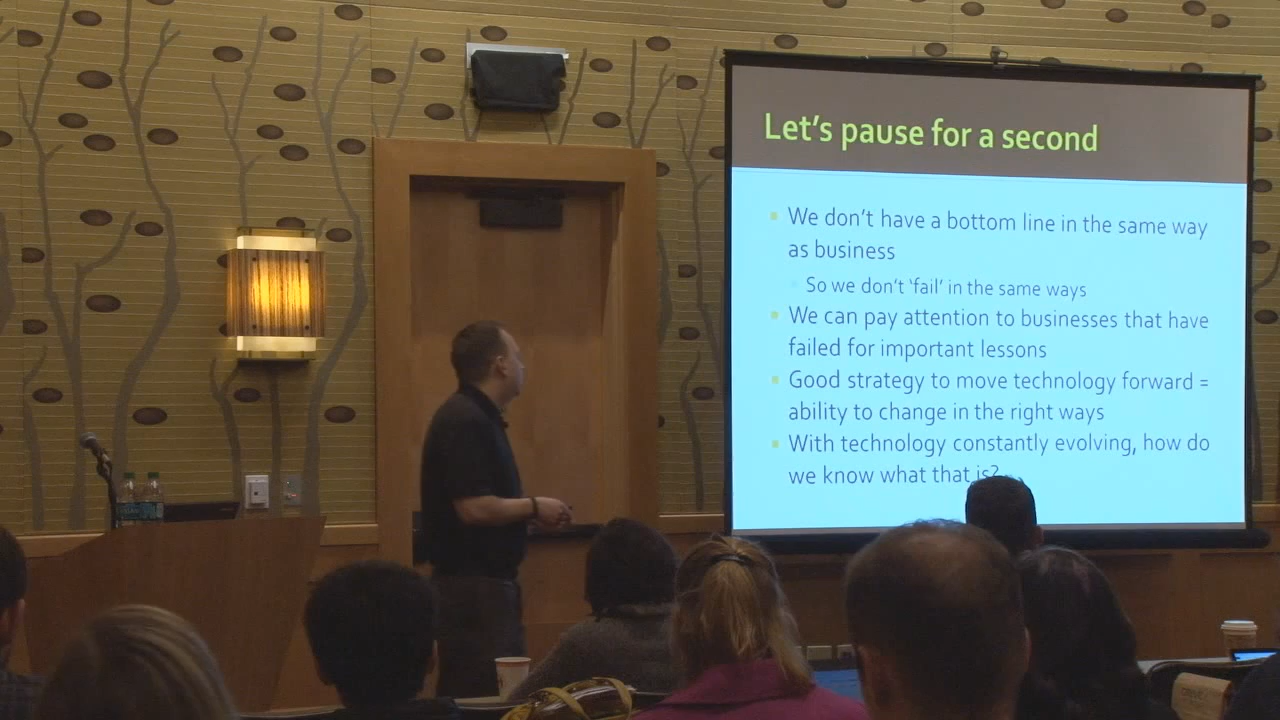 Let's pause for a second
We don't have a bottom line in the same way
as business
So we don't 'fail' in the same ways
We can pay attention to businesses that have
failed for important lessons
Good strategy to move technology forward =
ability to change in the right ways
With technology constantly evolving, how do
we know what that is?